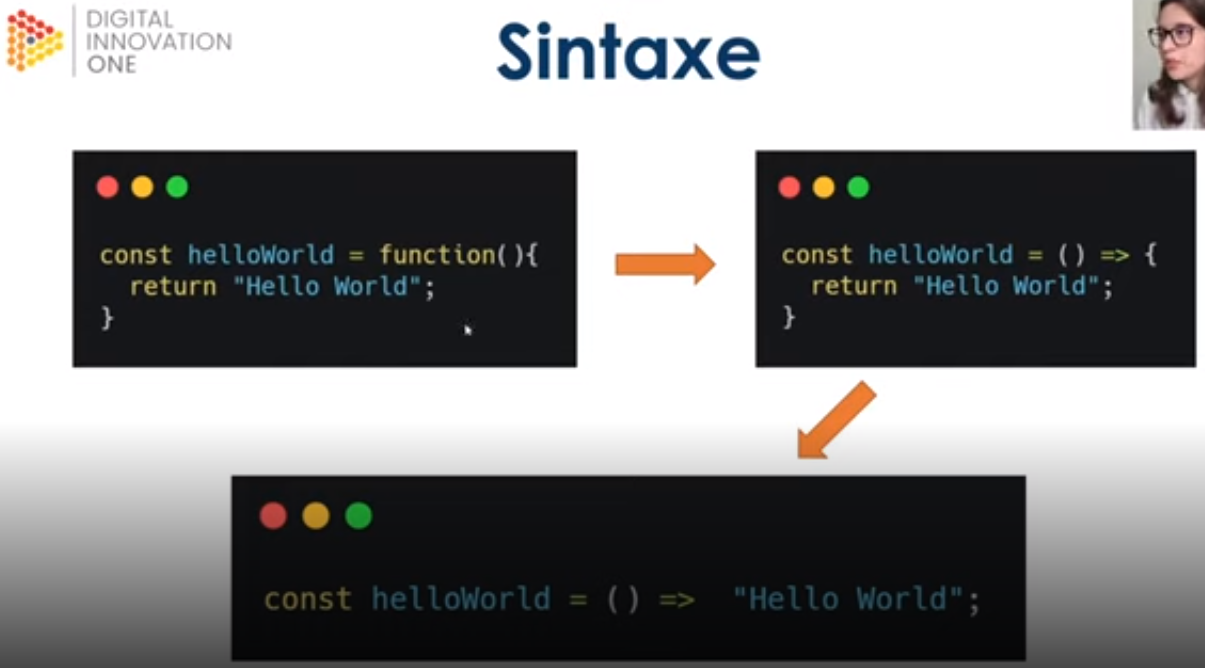 DIGITAL
INNOVATION
ONE
Sintaxe
const helloWorld = function(){
  return "Hello World";
}
const helloWorld = () => {
  return "Hello World";
}
const helloWorld = () =>  "Hello World";